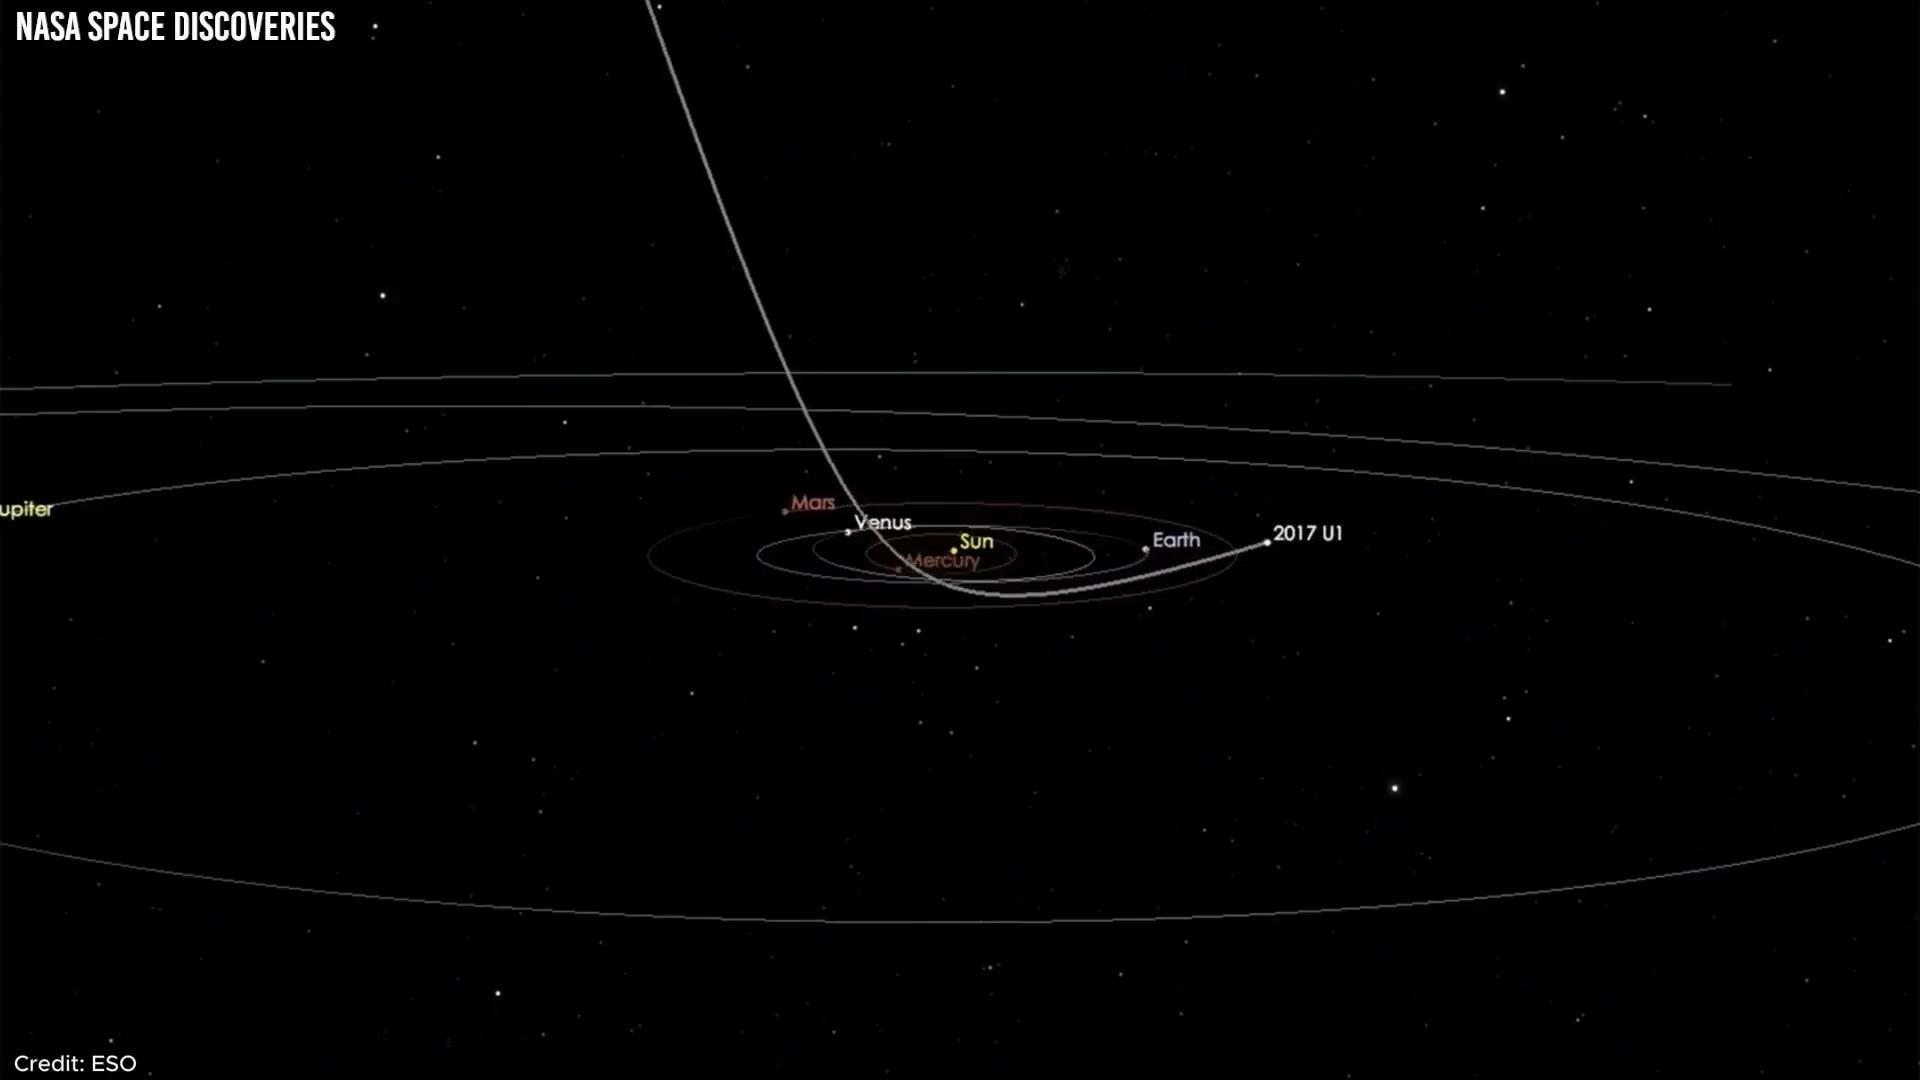 NASA SPACE DISCOVERIES
Mars
upiter
Venus
2017 U1
Sun
Earth
Mercury
Credit: ESO